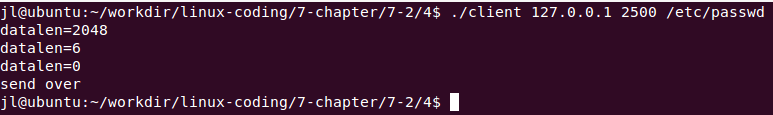 jl@ubuntu:~/workdir/linux-coding/7-chapter/7-2/4$ ./client 127.0.0.1 2500 /etc/passwd
datalen=2048
datalen=6
datalen=0
send over
jl@ubuntu:~/workdir/linux-coding/7-chapter/7-2/4$